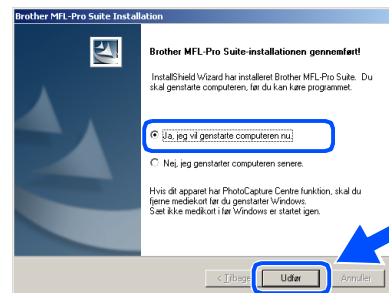 Brother MFL-Pro Suite Installation
Brother MFL-Pro Suite-installationen gennemført!
InstallShield Wizard har installeret Brother MFL-Pro Suite. Du
skal genstarte computeren, før du kan køre programmet.
Ja, jeg vil genstarte computeren nu.
Nej, jeg genstarter computeren senere.
Hvis dit apparet har PhotoCapture Centre funktion, skal du
fjerne mediekort før du genstarter Windows.
Sæt ikke medikort i før Windows er startet igen.
< Tilbage
Udfør
Annuller